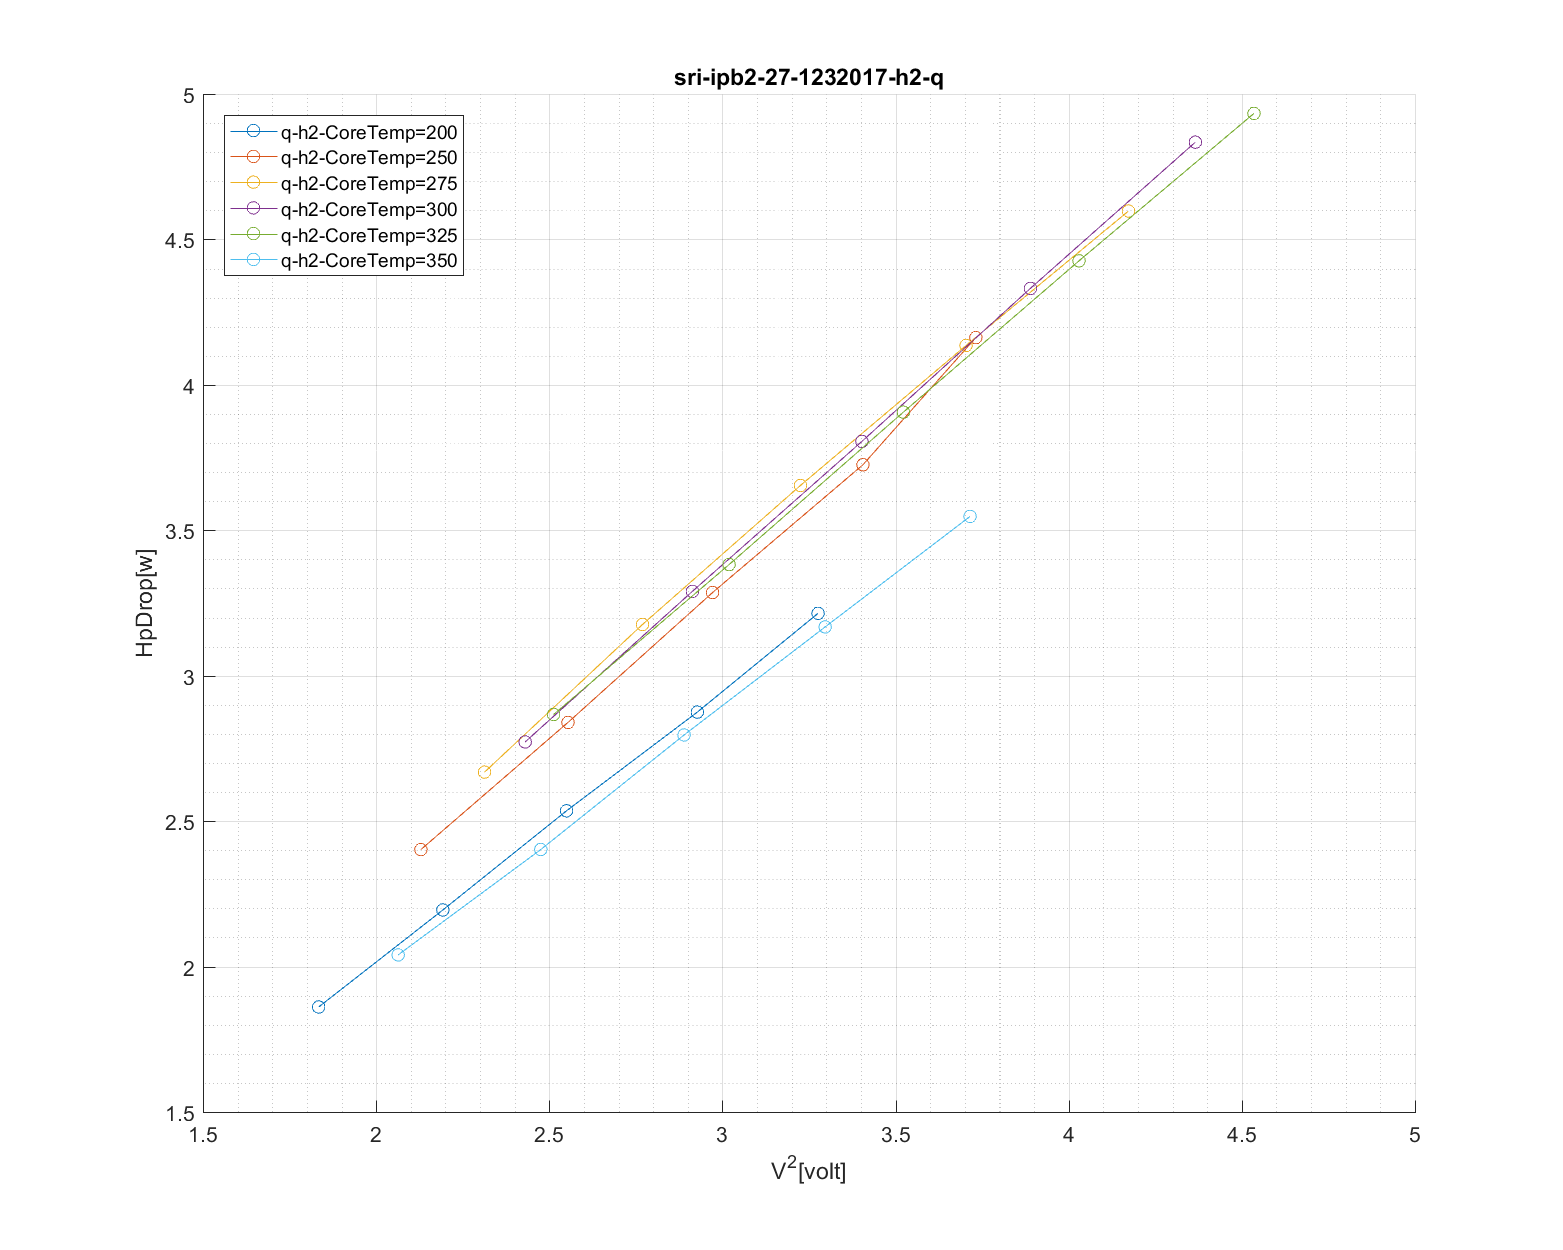 sri-ipb2-27-1232017-h2-q
5
q-h2-CoreTemp=200
q-h2-CoreTemp=250
q-h2-CoreTemp=275
q-h2-CoreTemp=300
q-h2-CoreTemp=325
q-h2-CoreTemp=350
4.5
4
3.5
HpDrop[w]
3
2.5
2
1.5
1.5 2 2.5 3 3.5 4 4.5 5
V²[volt]